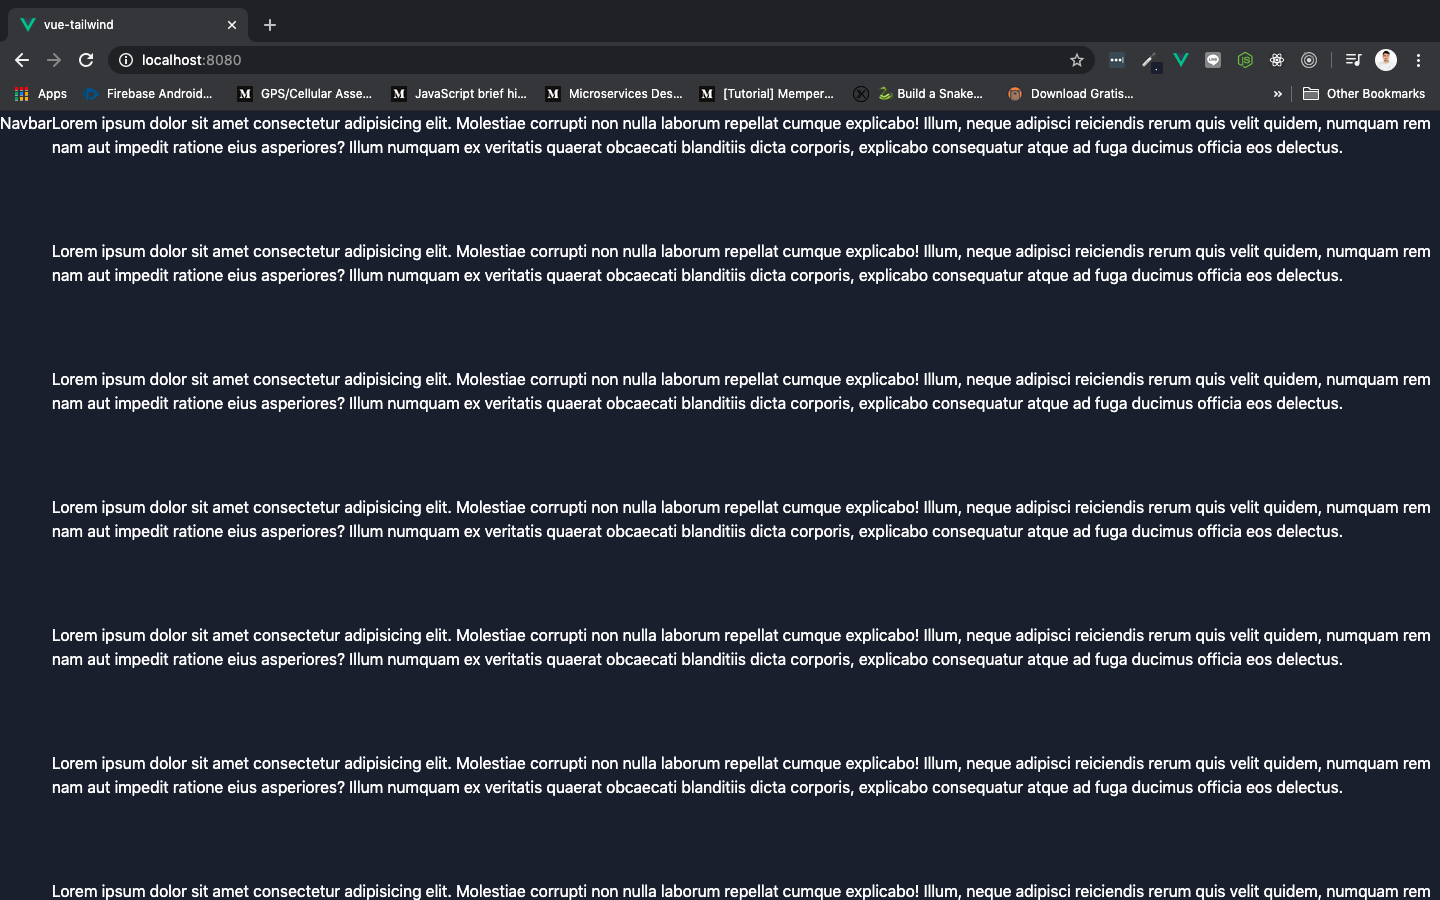 vue-tailwind
localhost:8080
Apps Firebase Android... GPS/Cellular Asse... JavaScript brief hi... Microservices Des... [Tutorial] Memper... Build a Snake... Download Gratis... » Other Bookmarks
NavbarLorem ipsum dolor sit amet consectetur adipisicing elit. Molestiae corrupti non nulla laborum repellat cumque explicabo! Illum, neque adipisci reiciendis rerum quis velit quidem, numquam rem
nam aut impedit ratione eius asperiores? Illum numquam ex veritatis quaerat obcaecati blanditiis dicta corporis, explicabo consequatur atque ad fuga ducimus officia eos delectus.
Lorem ipsum dolor sit amet consectetur adipisicing elit. Molestiae corrupti non nulla laborum repellat cumque explicabo! Illum, neque adipisci reiciendis rerum quis velit quidem, numquam rem
nam aut impedit ratione eius asperiores? Illum numquam ex veritatis quaerat obcaecati blanditiis dicta corporis, explicabo consequatur atque ad fuga ducimus officia eos delectus.
Lorem ipsum dolor sit amet consectetur adipisicing elit. Molestiae corrupti non nulla laborum repellat cumque explicabo! Illum, neque adipisci reiciendis rerum quis velit quidem, numquam rem
nam aut impedit ratione eius asperiores? Illum numquam ex veritatis quaerat obcaecati blanditiis dicta corporis, explicabo consequatur atque ad fuga ducimus officia eos delectus.
Lorem ipsum dolor sit amet consectetur adipisicing elit. Molestiae corrupti non nulla laborum repellat cumque explicabo! Illum, neque adipisci reiciendis rerum quis velit quidem, numquam rem
nam aut impedit ratione eius asperiores? Illum numquam ex veritatis quaerat obcaecati blanditiis dicta corporis, explicabo consequatur atque ad fuga ducimus officia eos delectus.
Lorem ipsum dolor sit amet consectetur adipisicing elit. Molestiae corrupti non nulla laborum repellat cumque explicabo! Illum, neque adipisci reiciendis rerum quis velit quidem, numquam rem
nam aut impedit ratione eius asperiores? Illum numquam ex veritatis quaerat obcaecati blanditiis dicta corporis, explicabo consequatur atque ad fuga ducimus officia eos delectus.
Lorem ipsum dolor sit amet consectetur adipisicing elit. Molestiae corrupti non nulla laborum repellat cumque explicabo! Illum, neque adipisci reiciendis rerum quis velit quidem, numquam rem
nam aut impedit ratione eius asperiores? Illum numquam ex veritatis quaerat obcaecati blanditiis dicta corporis, explicabo consequatur atque ad fuga ducimus officia eos delectus.
Lorem ipsum dolor sit amet consectetur adipisicing elit. Molestiae corrupti non nulla laborum repellat cumque explicabo! Illum, neque adipisci reiciendis rerum quis velit quidem, numquam rem